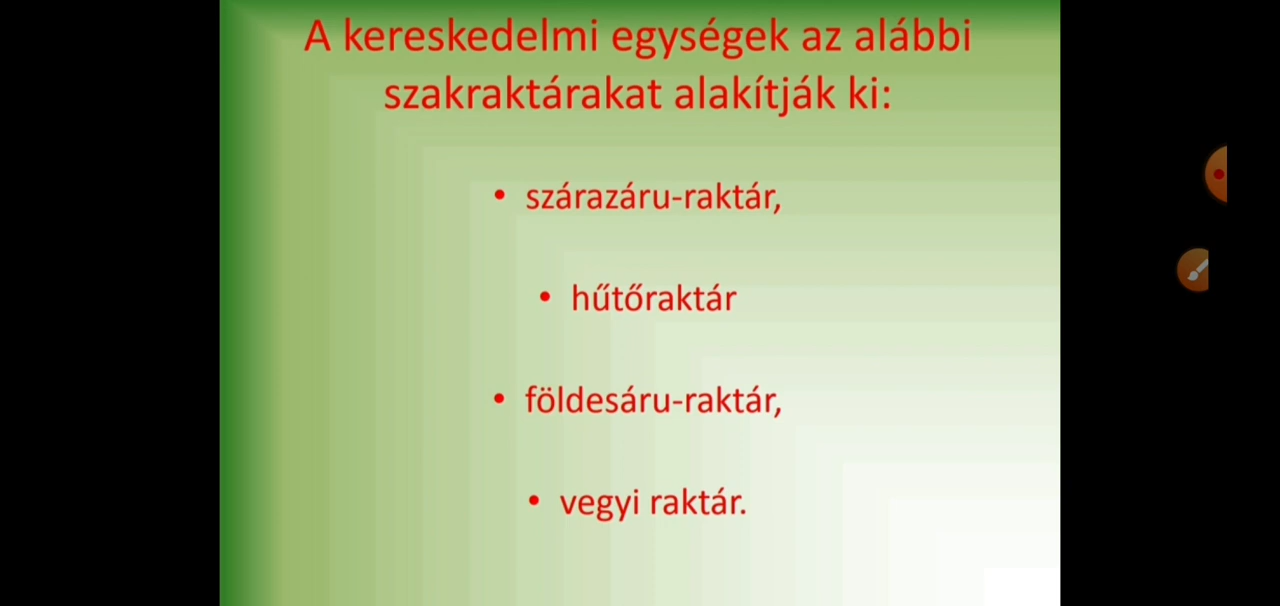 A kereskedelmi egységek az alábbi
szakraktárakat alakítják ki:
• szárazáru-raktár,
• hűtőraktár
• földesáru-raktár,
• vegyi raktár.